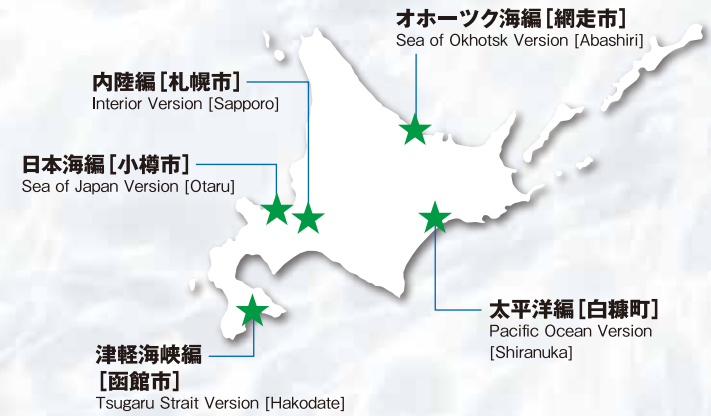 オホーツク海編[網走市]
Sea of Okhotsk Version [Abashiri]
内陸編[札幌市]
Interior Version [Sapporo]
日本海編[小樽市]
Sea of Japan Version [Otaru]
太平洋編[白糠町]
Pacific Ocean Version
[Shiranuka]
津軽海峡編
[函館市]
Tsugaru Strait Version [Hakodate]